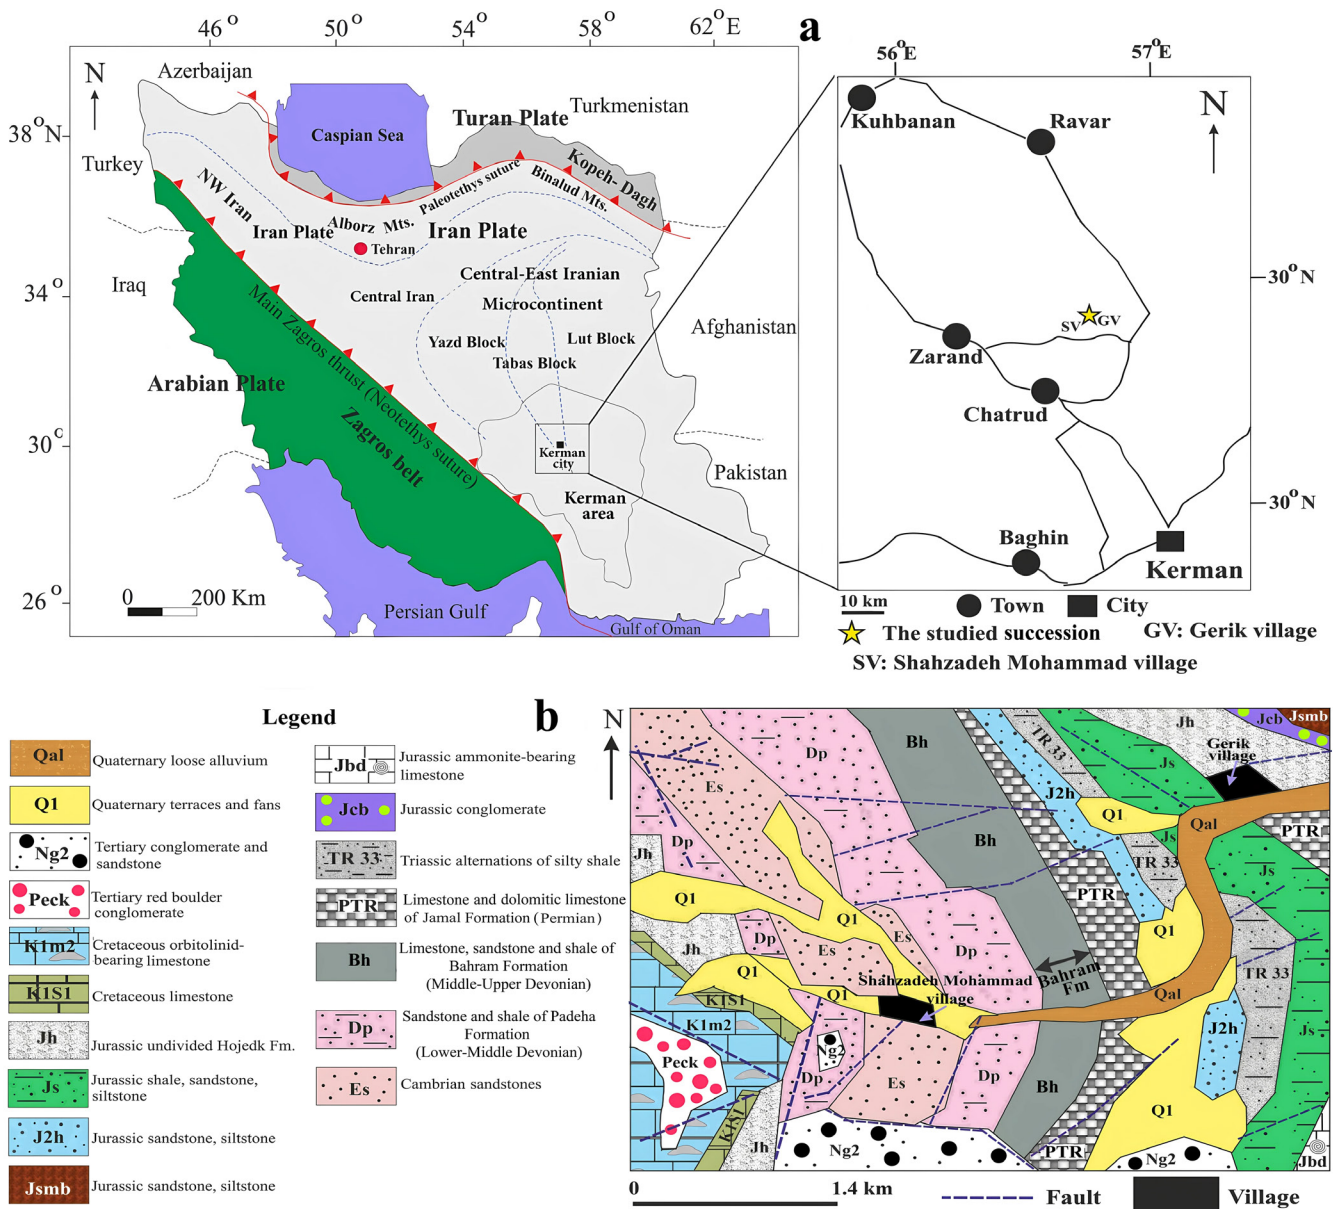 46 °
50 °
54 °
58 °
62 °E
a
N
38°N
34 °
30 c
26°
Azerbaijan
Caspian Sea
Turan Plate
Turkmenistan
Turkey
NW Iran
Iran Plate
Alborz Mts.
Paleotethys suture
Binalud Mts.
Kopeh- Dagh
Iran Plate
Tehran
Iraq
Central Iran
Central-East Iranian
Microcontinent
Yazd Block
Lut Block
Tabas Block
Afghanistan
Arabian Plate
Main Zagros thrust (Neotethys suture)
Zagros belt
Kerman
city
Kerman
area
Pakistan
Persian Gulf
Gulf of Oman
0 200 Km
56°E
57°E
N
Kuhbanan
Ravar
30°N
SV GV
Zarand
Chatrud
30°N
Baghin
Kerman
10 km
Town
City
The studied succession
GV: Gerik village
SV: Shahzadeh Mohammad village
Legend
Qal Quaternary loose alluvium
Q1 Quaternary terraces and fans
Ng2 Tertiary conglomerate and
sandstone
Peck Tertiary red boulder
conglomerate
K1m2 Cretaceous orbitolinid-
bearing limestone
K1S1 Cretaceous limestone
Jh Jurassic undivided Hojedk Fm.
Js Jurassic shale, sandstone,
siltstone
J2h Jurassic sandstone, siltstone
Jsmb Jurassic sandstone, siltstone
Jbd Jurassic ammonite-bearing
limestone
Jcb Jurassic conglomerate
TR 33 Triassic alternations of silty shale
PTR Limestone and dolomitic limestone
of Jamal Formation (Permian)
Bh Limestone, sandstone and shale of
Bahram Formation
(Middle-Upper Devonian)
Dp Sandstone and shale of Padeha
Formation
(Lower-Middle Devonian)
Es Cambrian sandstones
b
N
Dp
Bh
TR 33
Jh
Jcb
Jsmb
Gerik
village
Js
Es
J2h
Q1
Qal
PTR
Jh
Dp
Bh
Js
TR 33
Js
Q1
Q1
PTR
Jh
Dp
Es
Es
Dp
Q1
Q1
Shahzadeh Mohammad
village
Bahram
Fm
TR 33
K1S1
Q1
Qal
K1m2
J2h
Js
Peck
Ng2
Dp
Es
Dp
Bh
Q1
K1S1
Jh
Ng2
PTR
Ng2
Jbd
0 1.4 km
Fault
Village